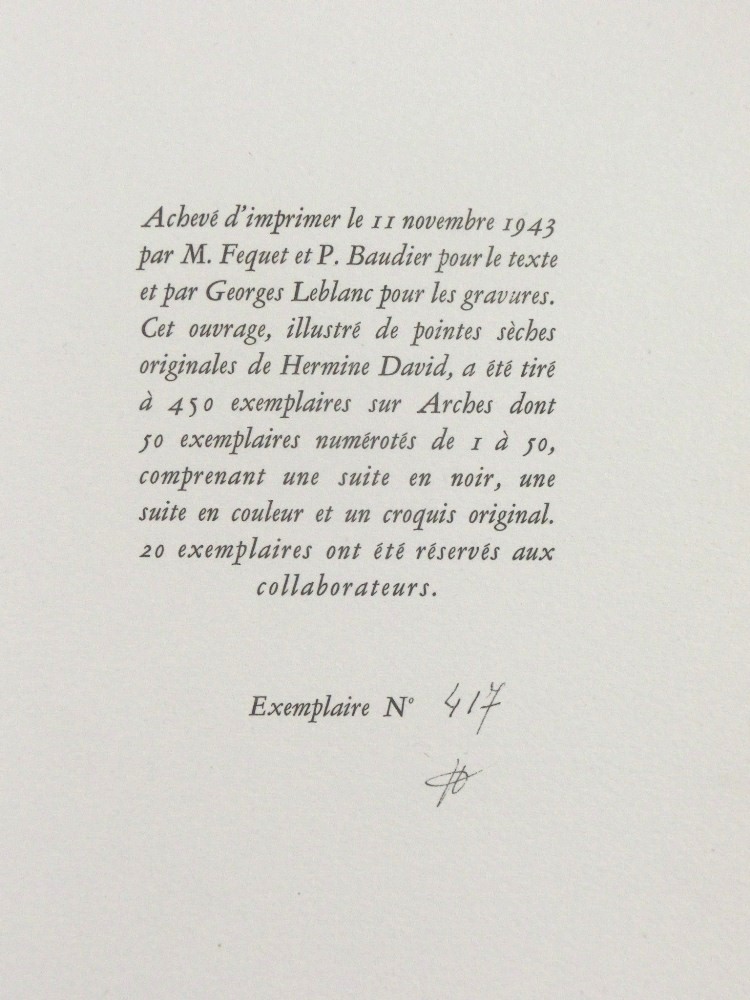 Achevé d'imprimer le 11 novembre 1943
par M. Fequet et P. Baudier pour le texte
et par Georges Leblanc pour les gravures.
Cet ouvrage, illustré de pointes sèches
originales de Hermine David, a été tiré
à 450 exemplaires sur Arches dont
50 exemplaires numérotés de 1 à 50,
comprenant une suite en noir, une
suite en couleur et un croquis original.
20 exemplaires ont été réservés aux
collaborateurs.
Exemplaire N° 417